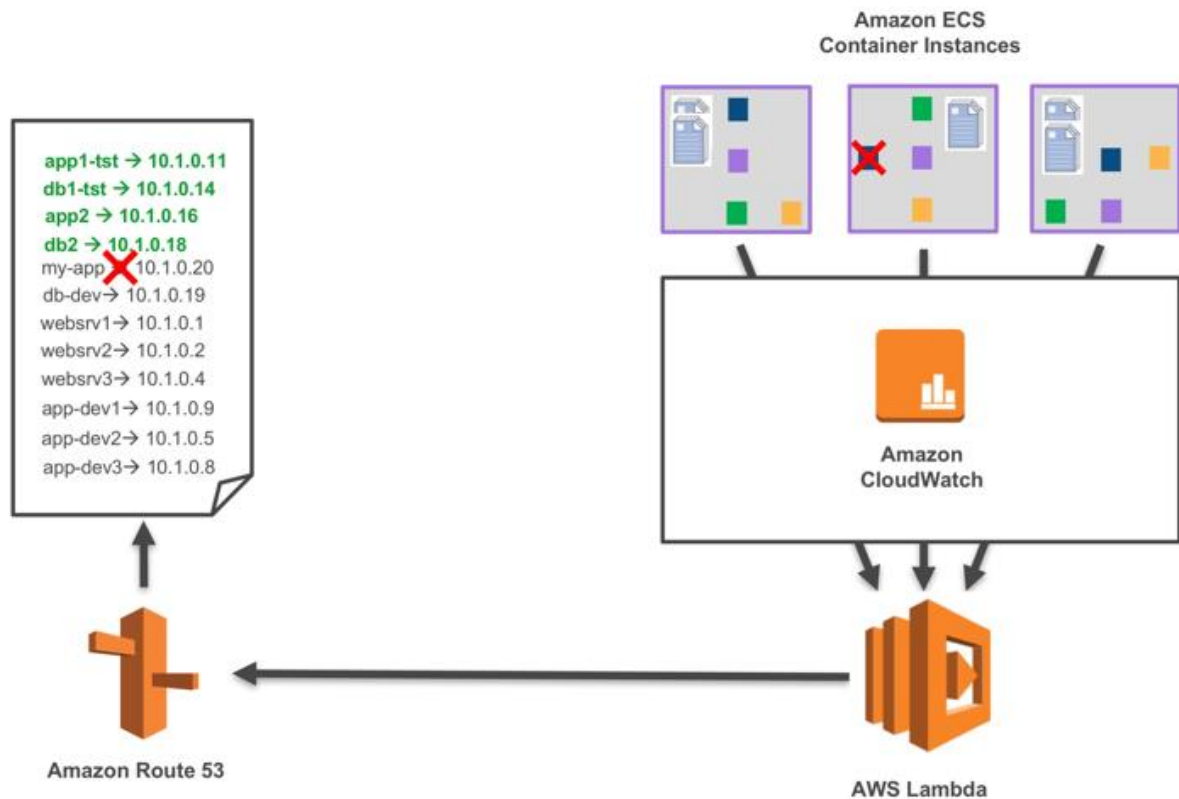 Amazon ECS
Container Instances
app1-tst → 10.1.0.11
db1-tst → 10.1.0.14
app2 → 10.1.0.16
db2 → 10.1.0.18
my-app 10.1.0.20
db-dev→ 10.1.0.19
websrv1→ 10.1.0.1
websrv2→ 10.1.0.2
websrv3→ 10.1.0.4
app-dev1→ 10.1.0.9
app-dev2→ 10.1.0.5
app-dev3→ 10.1.0.8
Amazon
CloudWatch
Amazon Route 53
AWS Lambda